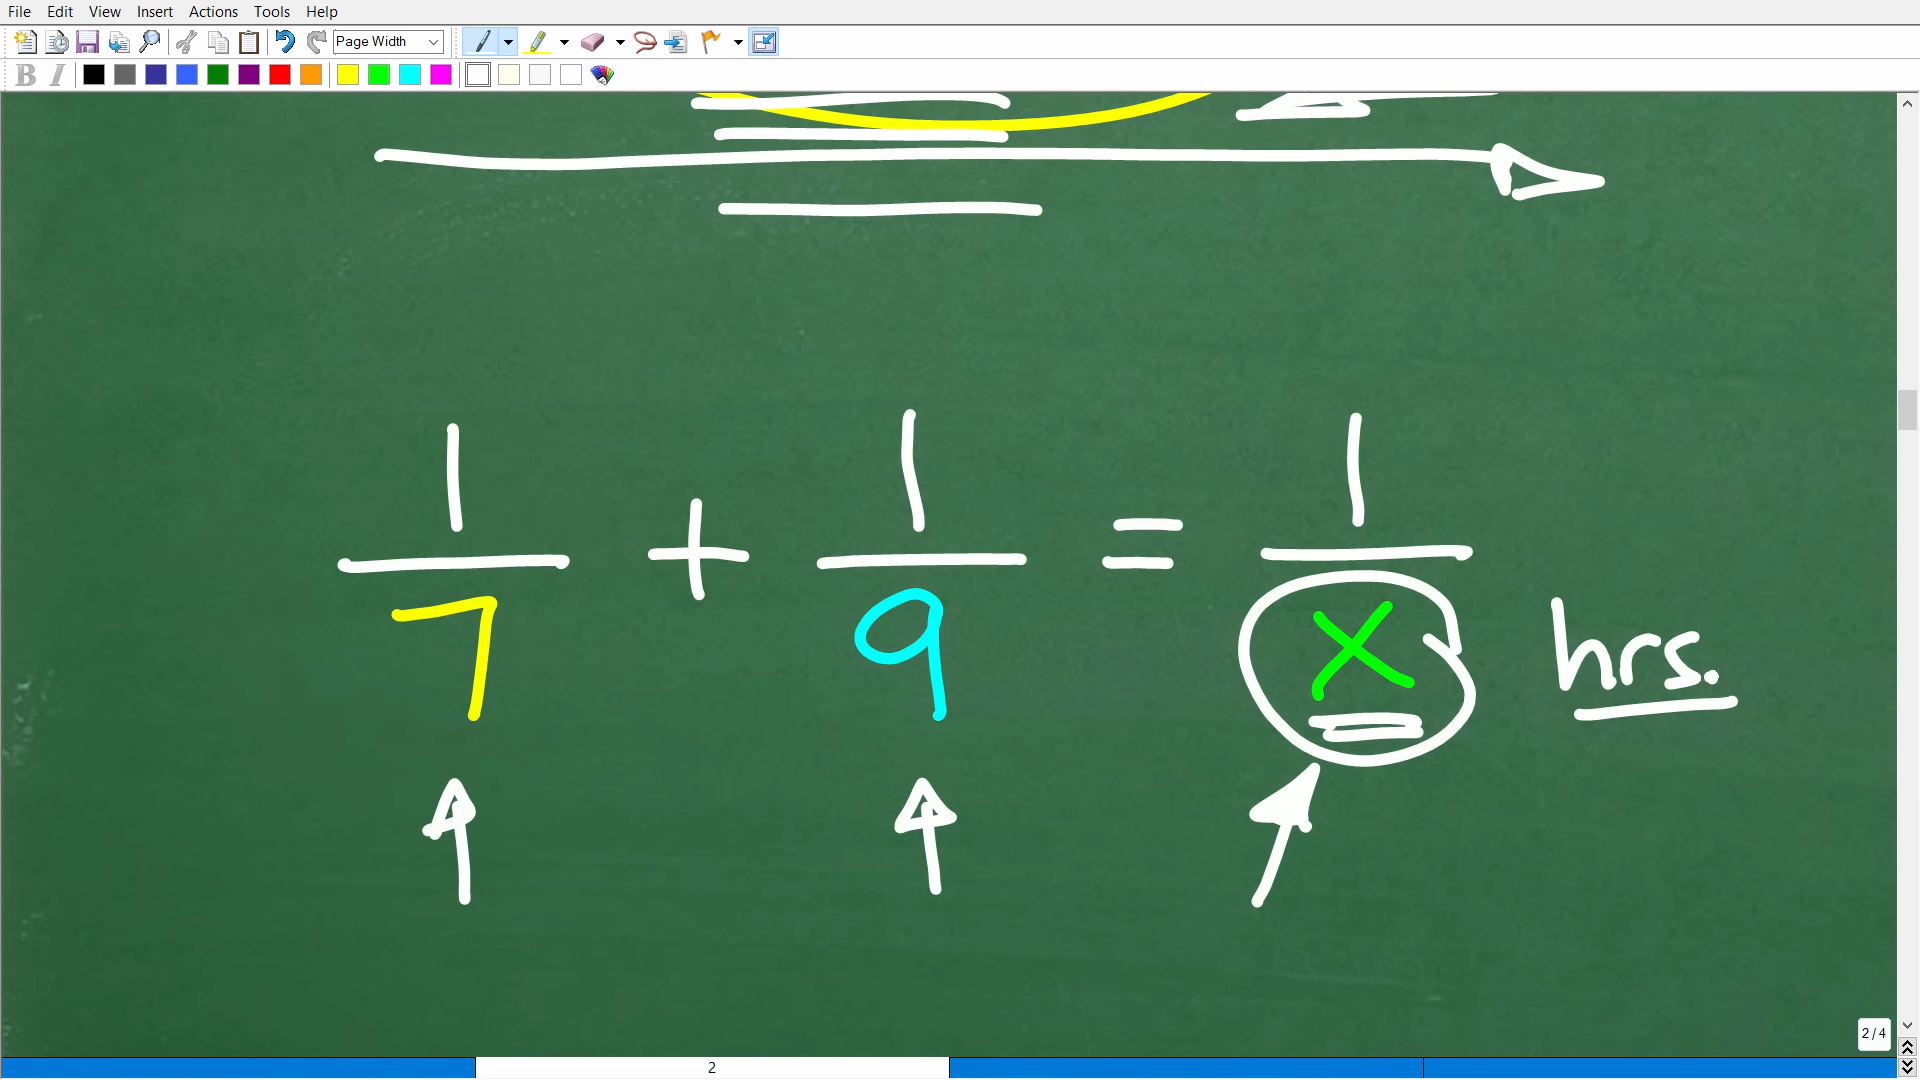 File Edit View Insert Actions Tools Help
Page Width
B I
1/7 + 1/9 = 1/x hrs.
2 / 4
2